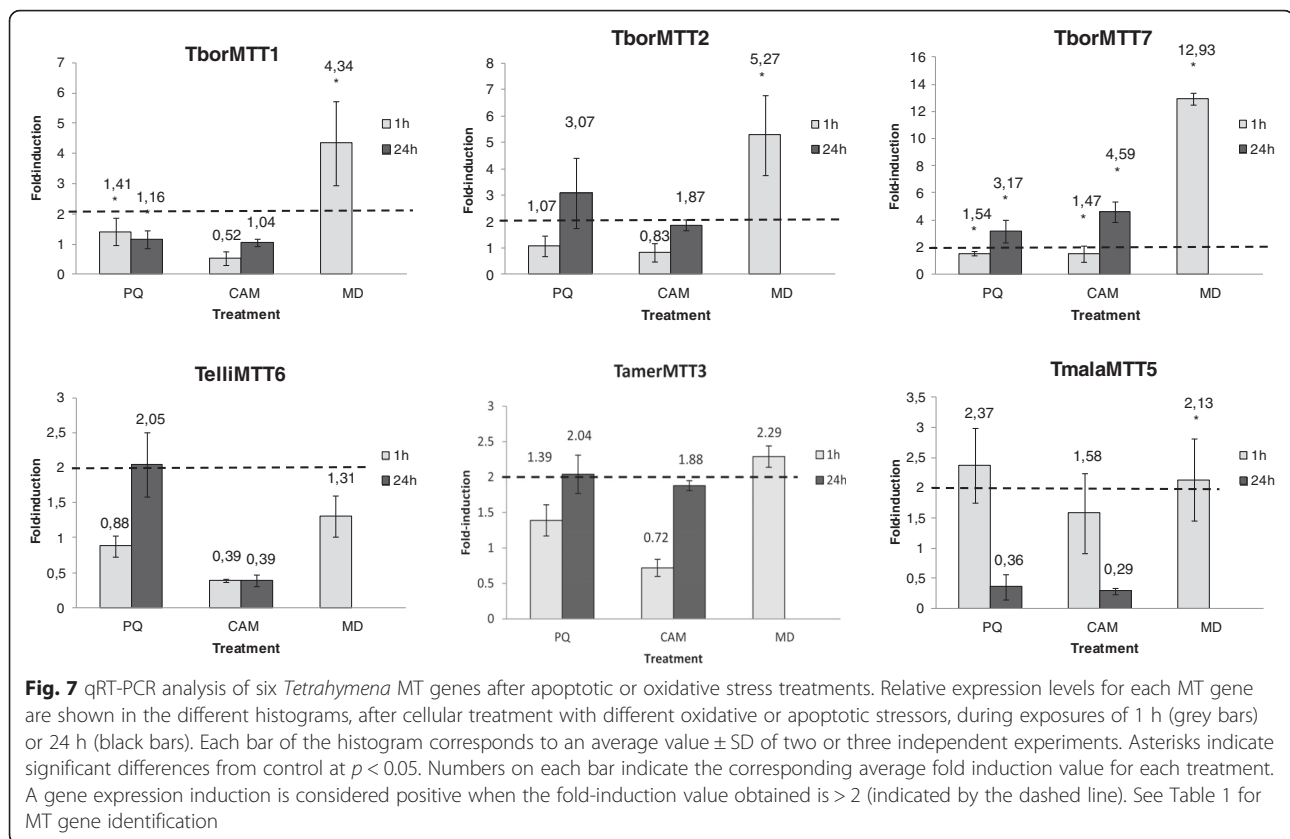 TborMTT1
7
6
5
4
3
2
1
0
Fold-induction
1,41
*
1,16
*
0,52
1,04
4,34
*
1h
24h
PQ CAM MD
Treatment
TborMTT2
8
7
6
5
4
3
2
1
0
Fold-induction
1,07
3,07
0,83
1,87
5,27
*
1h
24h
PQ CAM MD
Treatment
TborMTT7
16
14
12
10
8
6
4
2
0
Fold-induction
1,54
*
3,17
*
1,47
*
4,59
*
12,93
*
1h
24h
PQ CAM MD
Treatment
TelliMTT6
3
2,5
2
1,5
1
0,5
0
Fold-induction
0,88
2,05
0,39
0,39
1,31
1h
24h
PQ CAM MD
Treatment
TamerMTT3
3
2.5
2
1.5
1
0.5
0
Fold-induction
1.39
2.04
0.72
1.88
2.29
1h
24h
PQ CAM MD
Treatment
TmalaMTT5
3,5
3
2,5
2
1,5
1
0,5
0
Fold-induction
2,37
0,36
1,58
0,29
2,13
*
1h
24h
PQ CAM MD
Treatment
Fig. 7 qRT-PCR analysis of six Tetrahymena MT genes after apoptotic or oxidative stress treatments. Relative expression levels for each MT gene
are shown in the different histograms, after cellular treatment with different oxidative or apoptotic stressors, during exposures of 1 h (grey bars)
or 24 h (black bars). Each bar of the histogram corresponds to an average value ± SD of two or three independent experiments. Asterisks indicate
significant differences from control at p < 0.05. Numbers on each bar indicate the corresponding average fold induction value for each treatment.
A gene expression induction is considered positive when the fold-induction value obtained is > 2 (indicated by the dashed line). See Table 1 for
MT gene identification